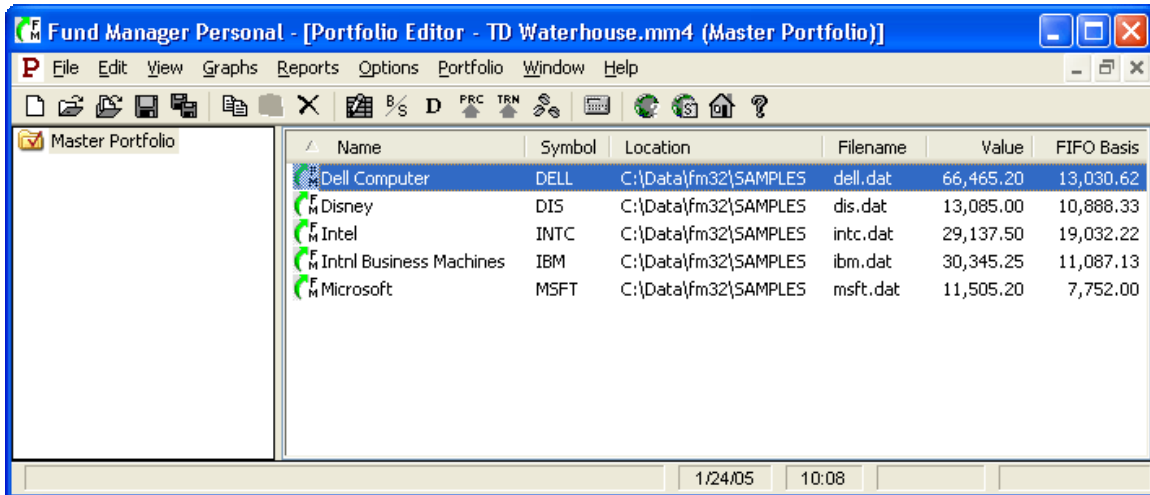 Fund Manager Personal - [Portfolio Editor - TD Waterhouse.mm4 (Master Portfolio)]
P File Edit View Graphs Reports Options Portfolio Window Help
B/S D PRC TRN $ ?
Master Portfolio
Name Symbol Location Filename Value FIFO Basis
Dell Computer DELL C:\Data\fm32\SAMPLES dell.dat 66,465.20 13,030.62
Disney DIS C:\Data\fm32\SAMPLES dis.dat 13,085.00 10,888.33
Intel INTC C:\Data\fm32\SAMPLES intc.dat 29,137.50 19,032.22
Intnl Business Machines IBM C:\Data\fm32\SAMPLES ibm.dat 30,345.25 11,087.13
Microsoft MSFT C:\Data\fm32\SAMPLES msft.dat 11,505.20 7,752.00
1/24/05 10:08